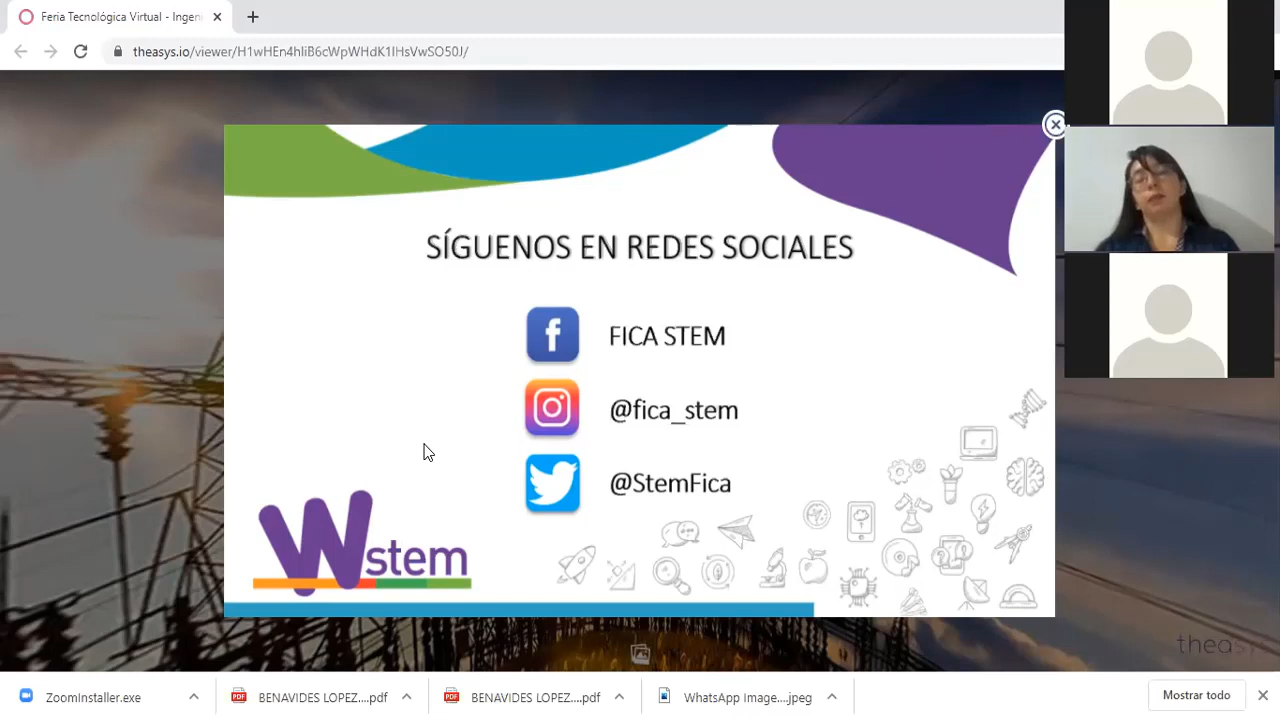 Feria Tecnológica Virtual - Ingeni
theasys.io/viewer/H1wHEn4hliB6cWpWHdK1lHsVwSO50J/
SÍGUENOS EN REDES SOCIALES
FICA STEM
@fica_stem
@StemFica
Wstem
theasys
ZoomInstaller.exe
BENAVIDES LOPEZ....pdf
BENAVIDES LOPEZ....pdf
WhatsApp Image....jpeg
Mostrar todo